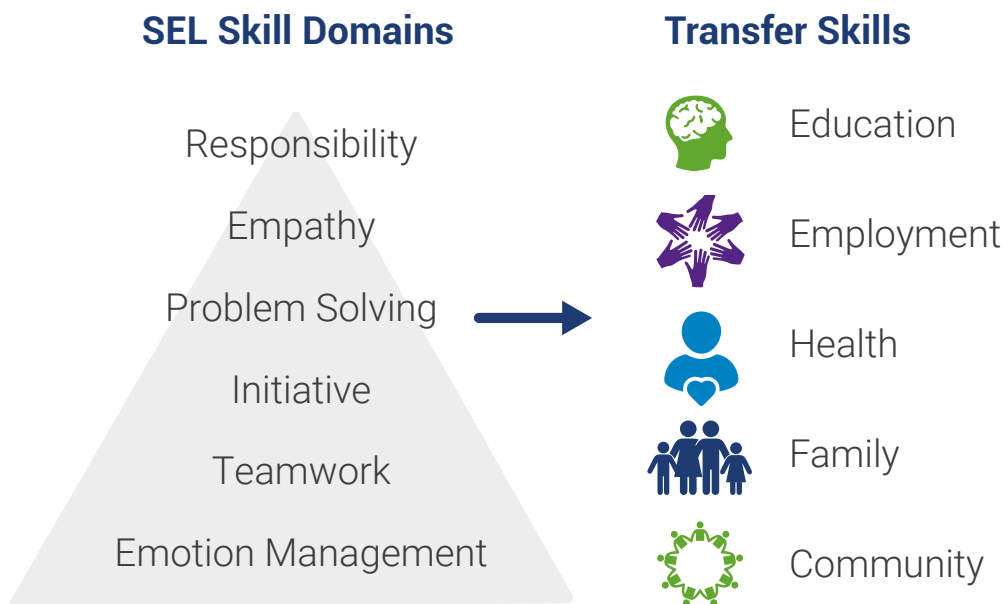 SEL Skill Domains
Responsibility
Empathy
Problem Solving
Initiative
Teamwork
Emotion Management
Transfer Skills
Education
Employment
Health
Family
Community